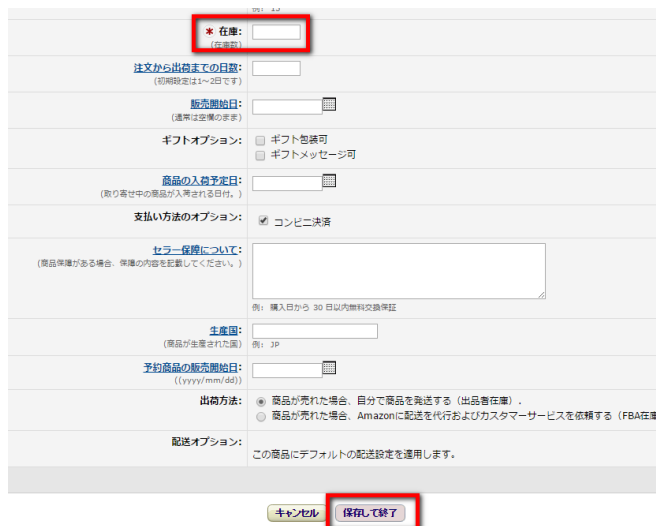 例: 15
* 在庫:
(在庫数)
注文から出荷までの日数:
(初期設定は1～2日です)
販売開始日:
(通常は空欄のまま)
ギフトオプション:
ギフト包装可
ギフトメッセージ可
商品の入荷予定日:
(取り寄せ中の商品が入荷される日付。)
支払い方法のオプション:
コンビニ決済
セラー保障について:
(商品保障がある場合、保障の内容を記載してください。)
例: 購入日から 30 日以内無料交換保証
生産国:
(商品が生産された国)
例: JP
予約商品の販売開始日:
((yyyy/mm/dd))
出荷方法:
商品が売れた場合、自分で商品を発送する（出品者在庫）.
商品が売れた場合、Amazonに配送を代行およびカスタマーサービスを依頼する（FBA在庫
配送オプション:
この商品にデフォルトの配送設定を適用します。
キャンセル
保存して終了